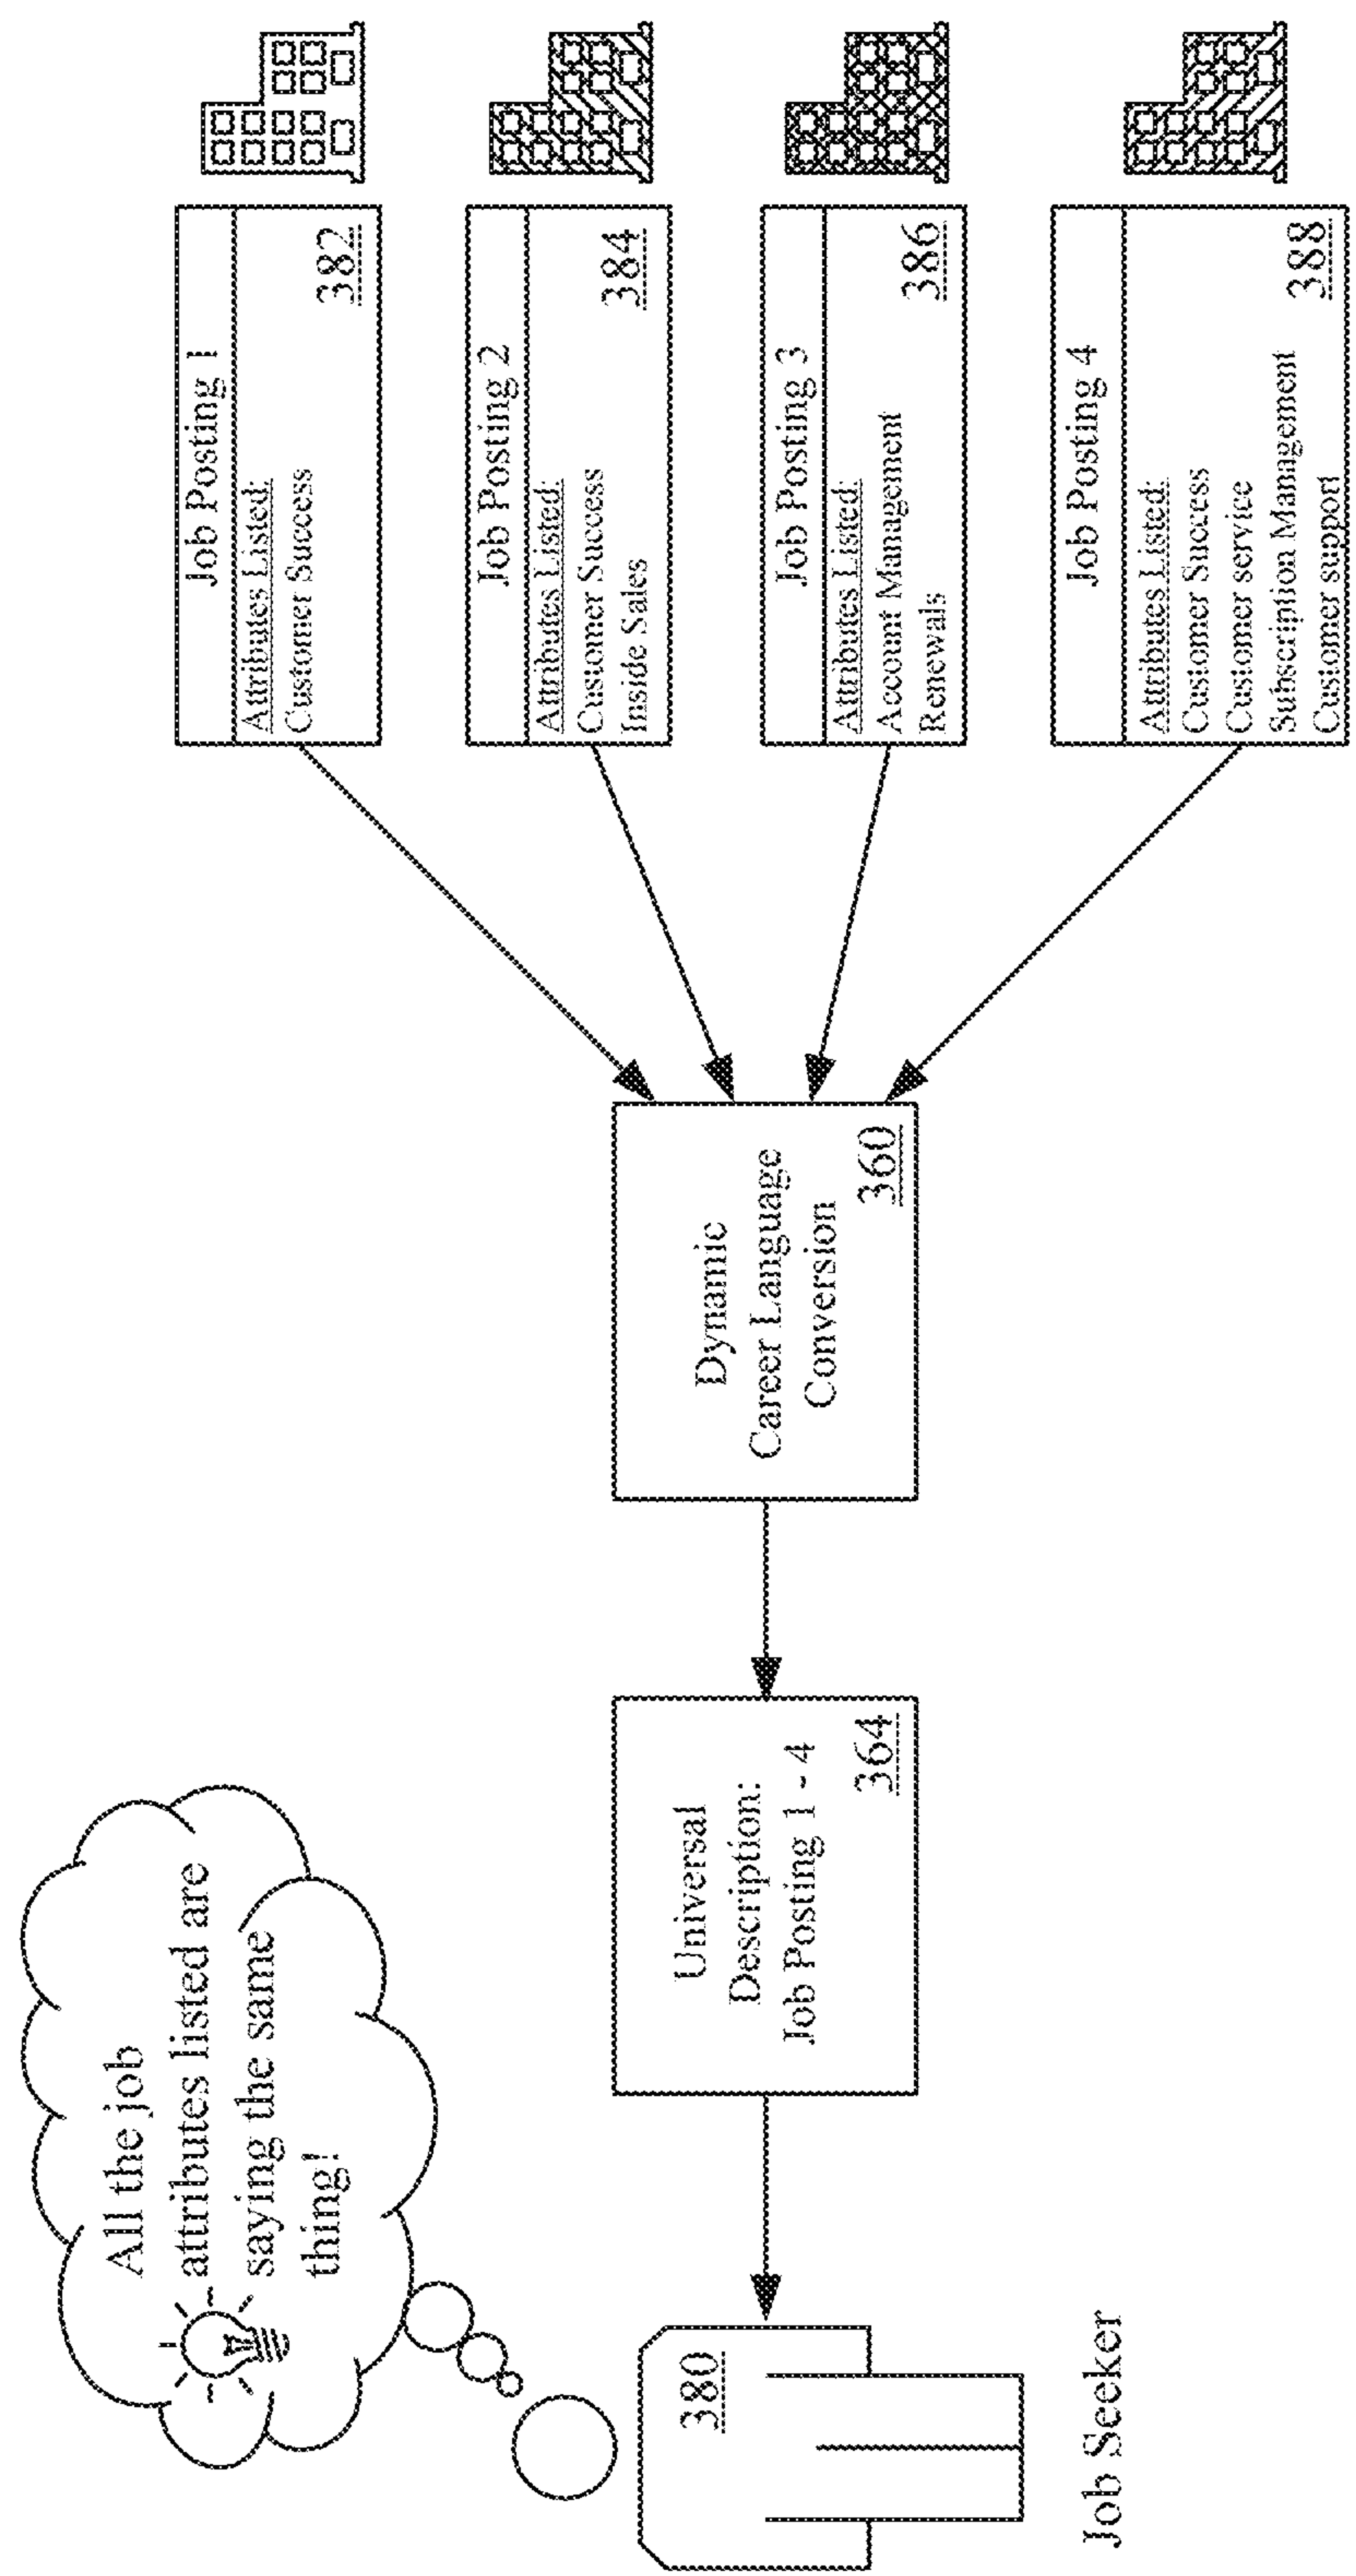 All the job
attributes listed are
saying the same
thing!
380
Job Seeker
Universal
Description:
Job Posting 1 - 4
364
Dynamic
Career Language
Conversion
360
Job Posting 1
Attributes Listed:
Customer Success
382
Job Posting 2
Attributes Listed:
Customer Success
Inside Sales
384
Job Posting 3
Attributes Listed:
Account Management
Renewals
386
Job Posting 4
Attributes Listed:
Customer Success
Customer service
Subscription Management
Customer support
388